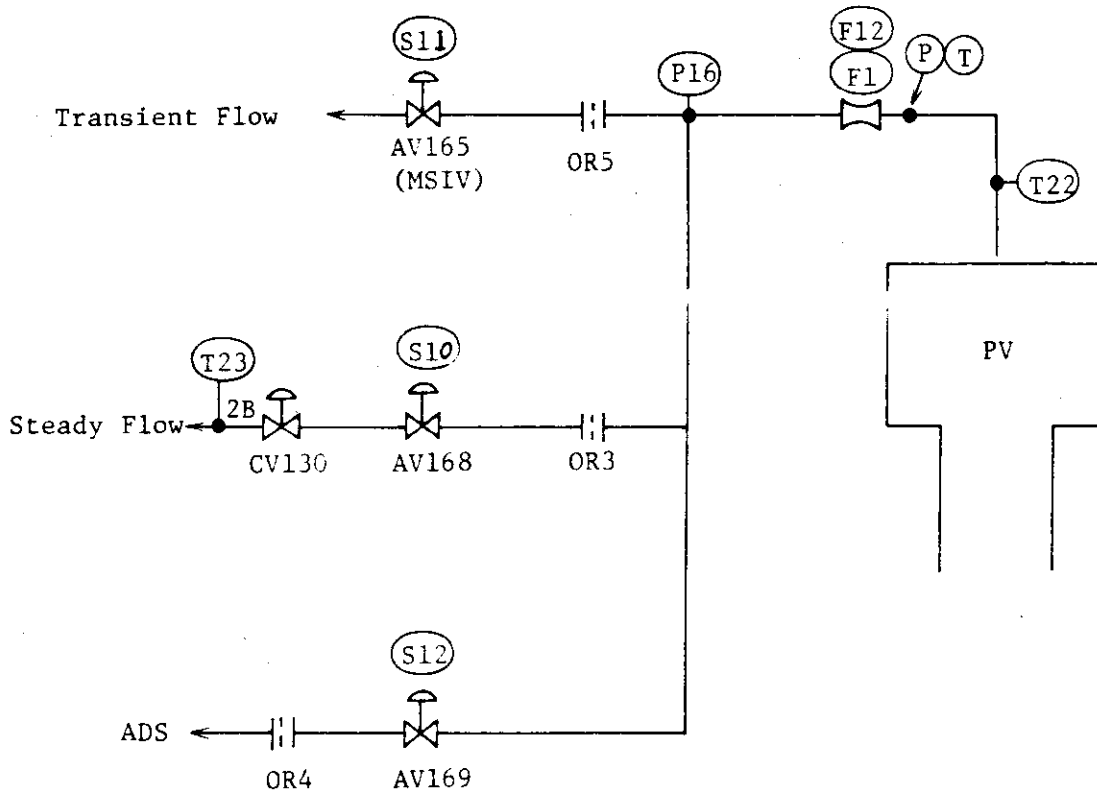 S11
F12
P16
F1
P
T
Transient Flow
AV165
(MSIV)
OR5
T22
T23
S10
PV
2B
Steady Flow
CV130
AV168
OR3
S12
ADS
OR4
AV169